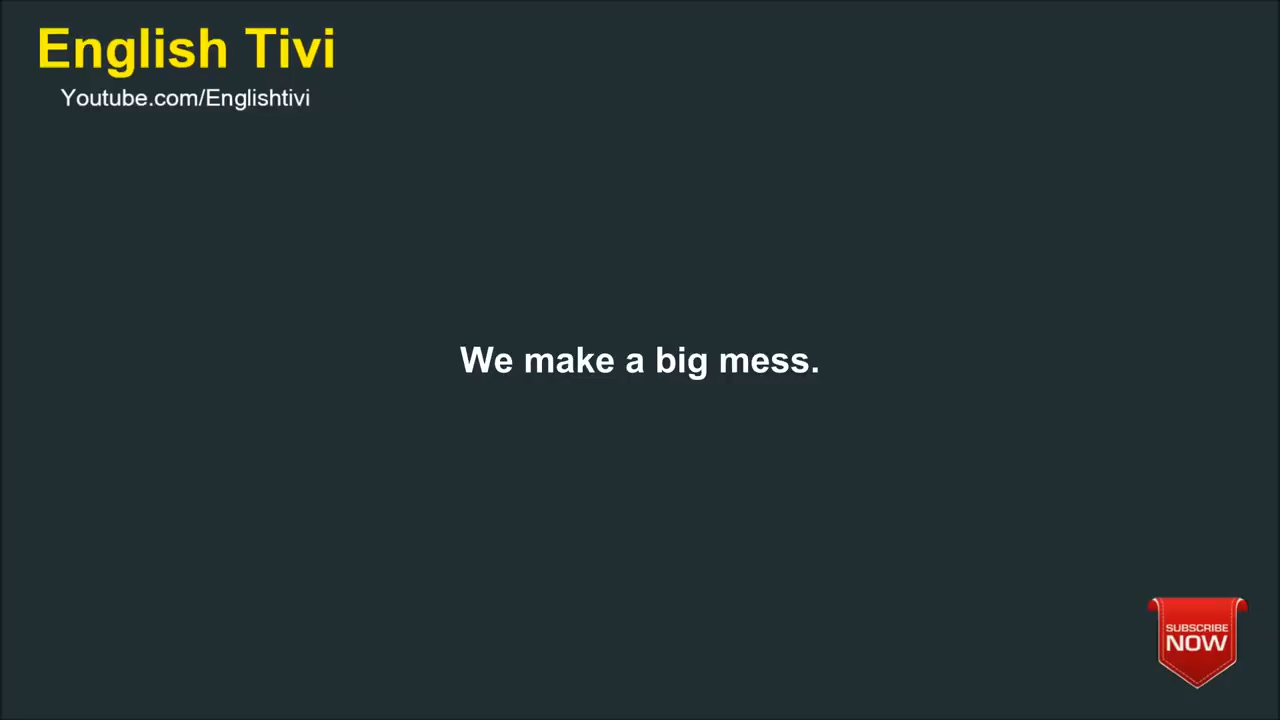 English Tivi
Youtube.com/Englishtivi
We make a big mess.
SUBSCRIBE
NOW